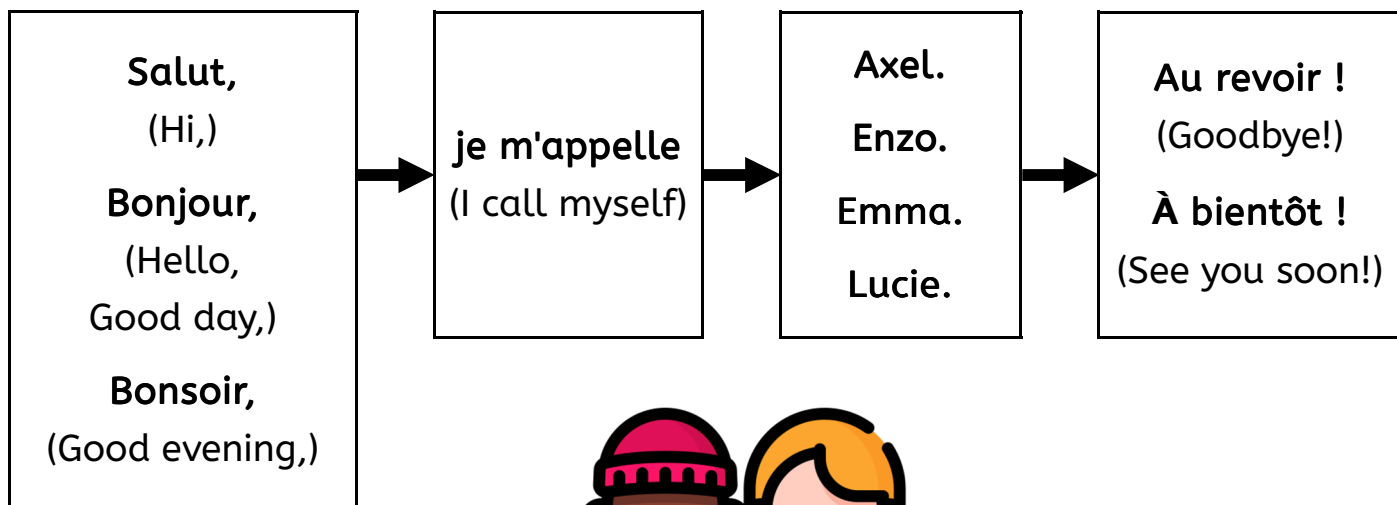 Salut,
(Hi,)
Bonjour,
(Hello,
Good day,)
Bonsoir,
(Good evening,)
je m'appelle
(I call myself)
Axel.
Enzo.
Emma.
Lucie.
Au revoir !
(Goodbye!)
À bientôt !
(See you soon!)